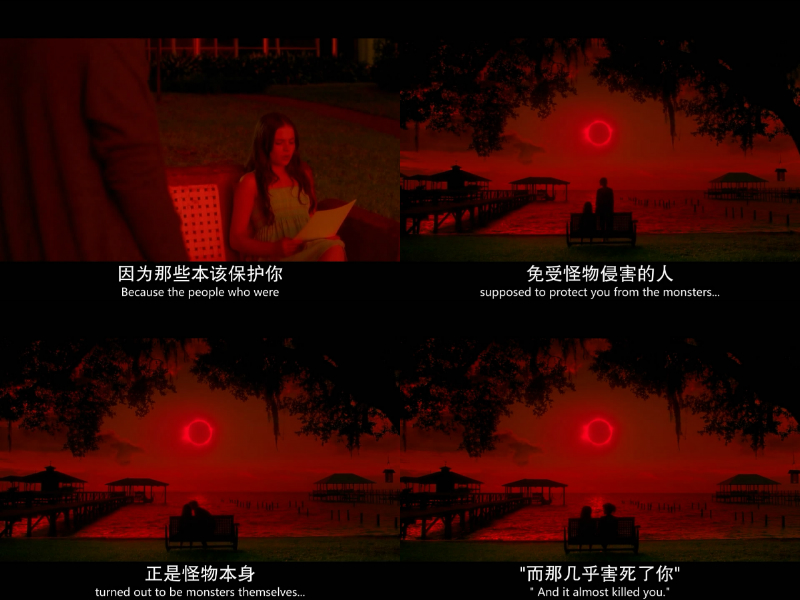 因为那些本该保护你
Because the people who were
免受怪物侵害的人
supposed to protect you from the monsters...
正是怪物本身
turned out to be monsters themselves...
"而那几乎害死了你"
" And it almost killed you."